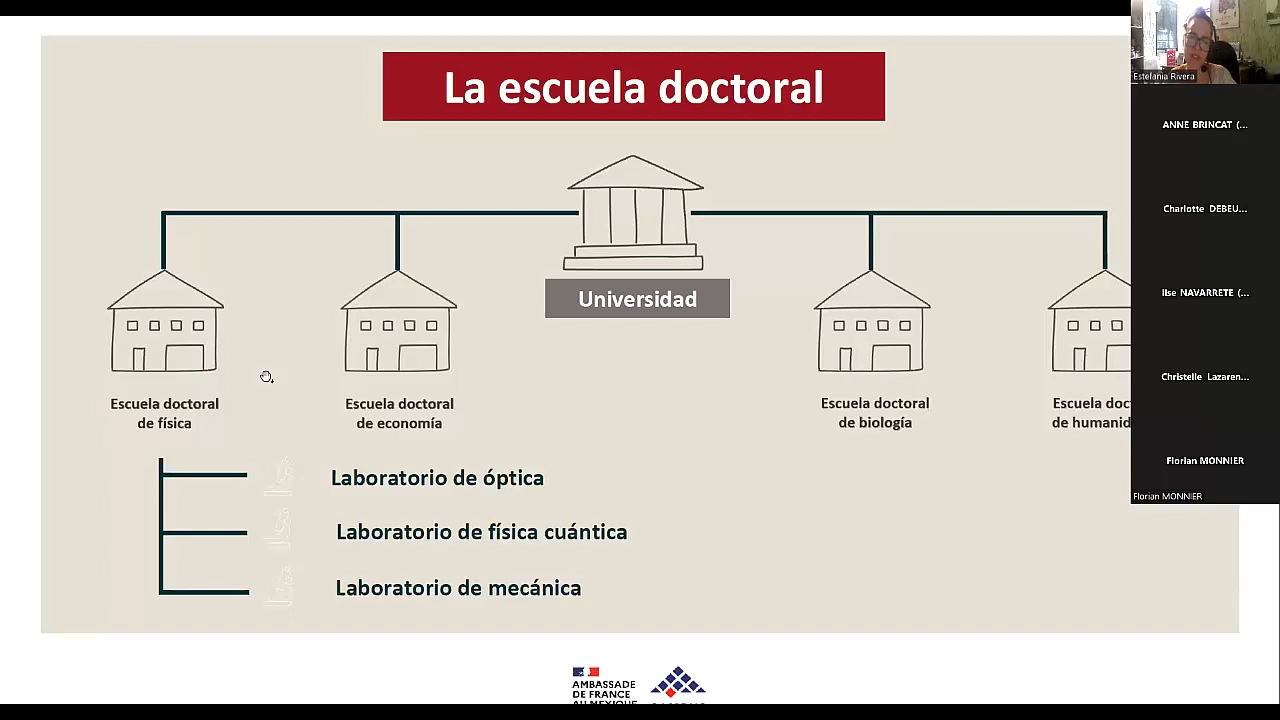 La escuela doctoral
Universidad
Escuela doctoral
de física
Escuela doctoral
de economía
Escuela doctoral
de biología
Escuela doc
de humanid
Laboratorio de óptica
Laboratorio de física cuántica
Laboratorio de mecánica
AMBASSADE
DE FRANCE
AU MEXIQUE
Estefania Rivera
ANNE BRINCAT (...
Charlotte DEBEU...
Ilse NAVARRETE (...
Christelle Lazaren...
Florian MONNIER
Florian MONNIER